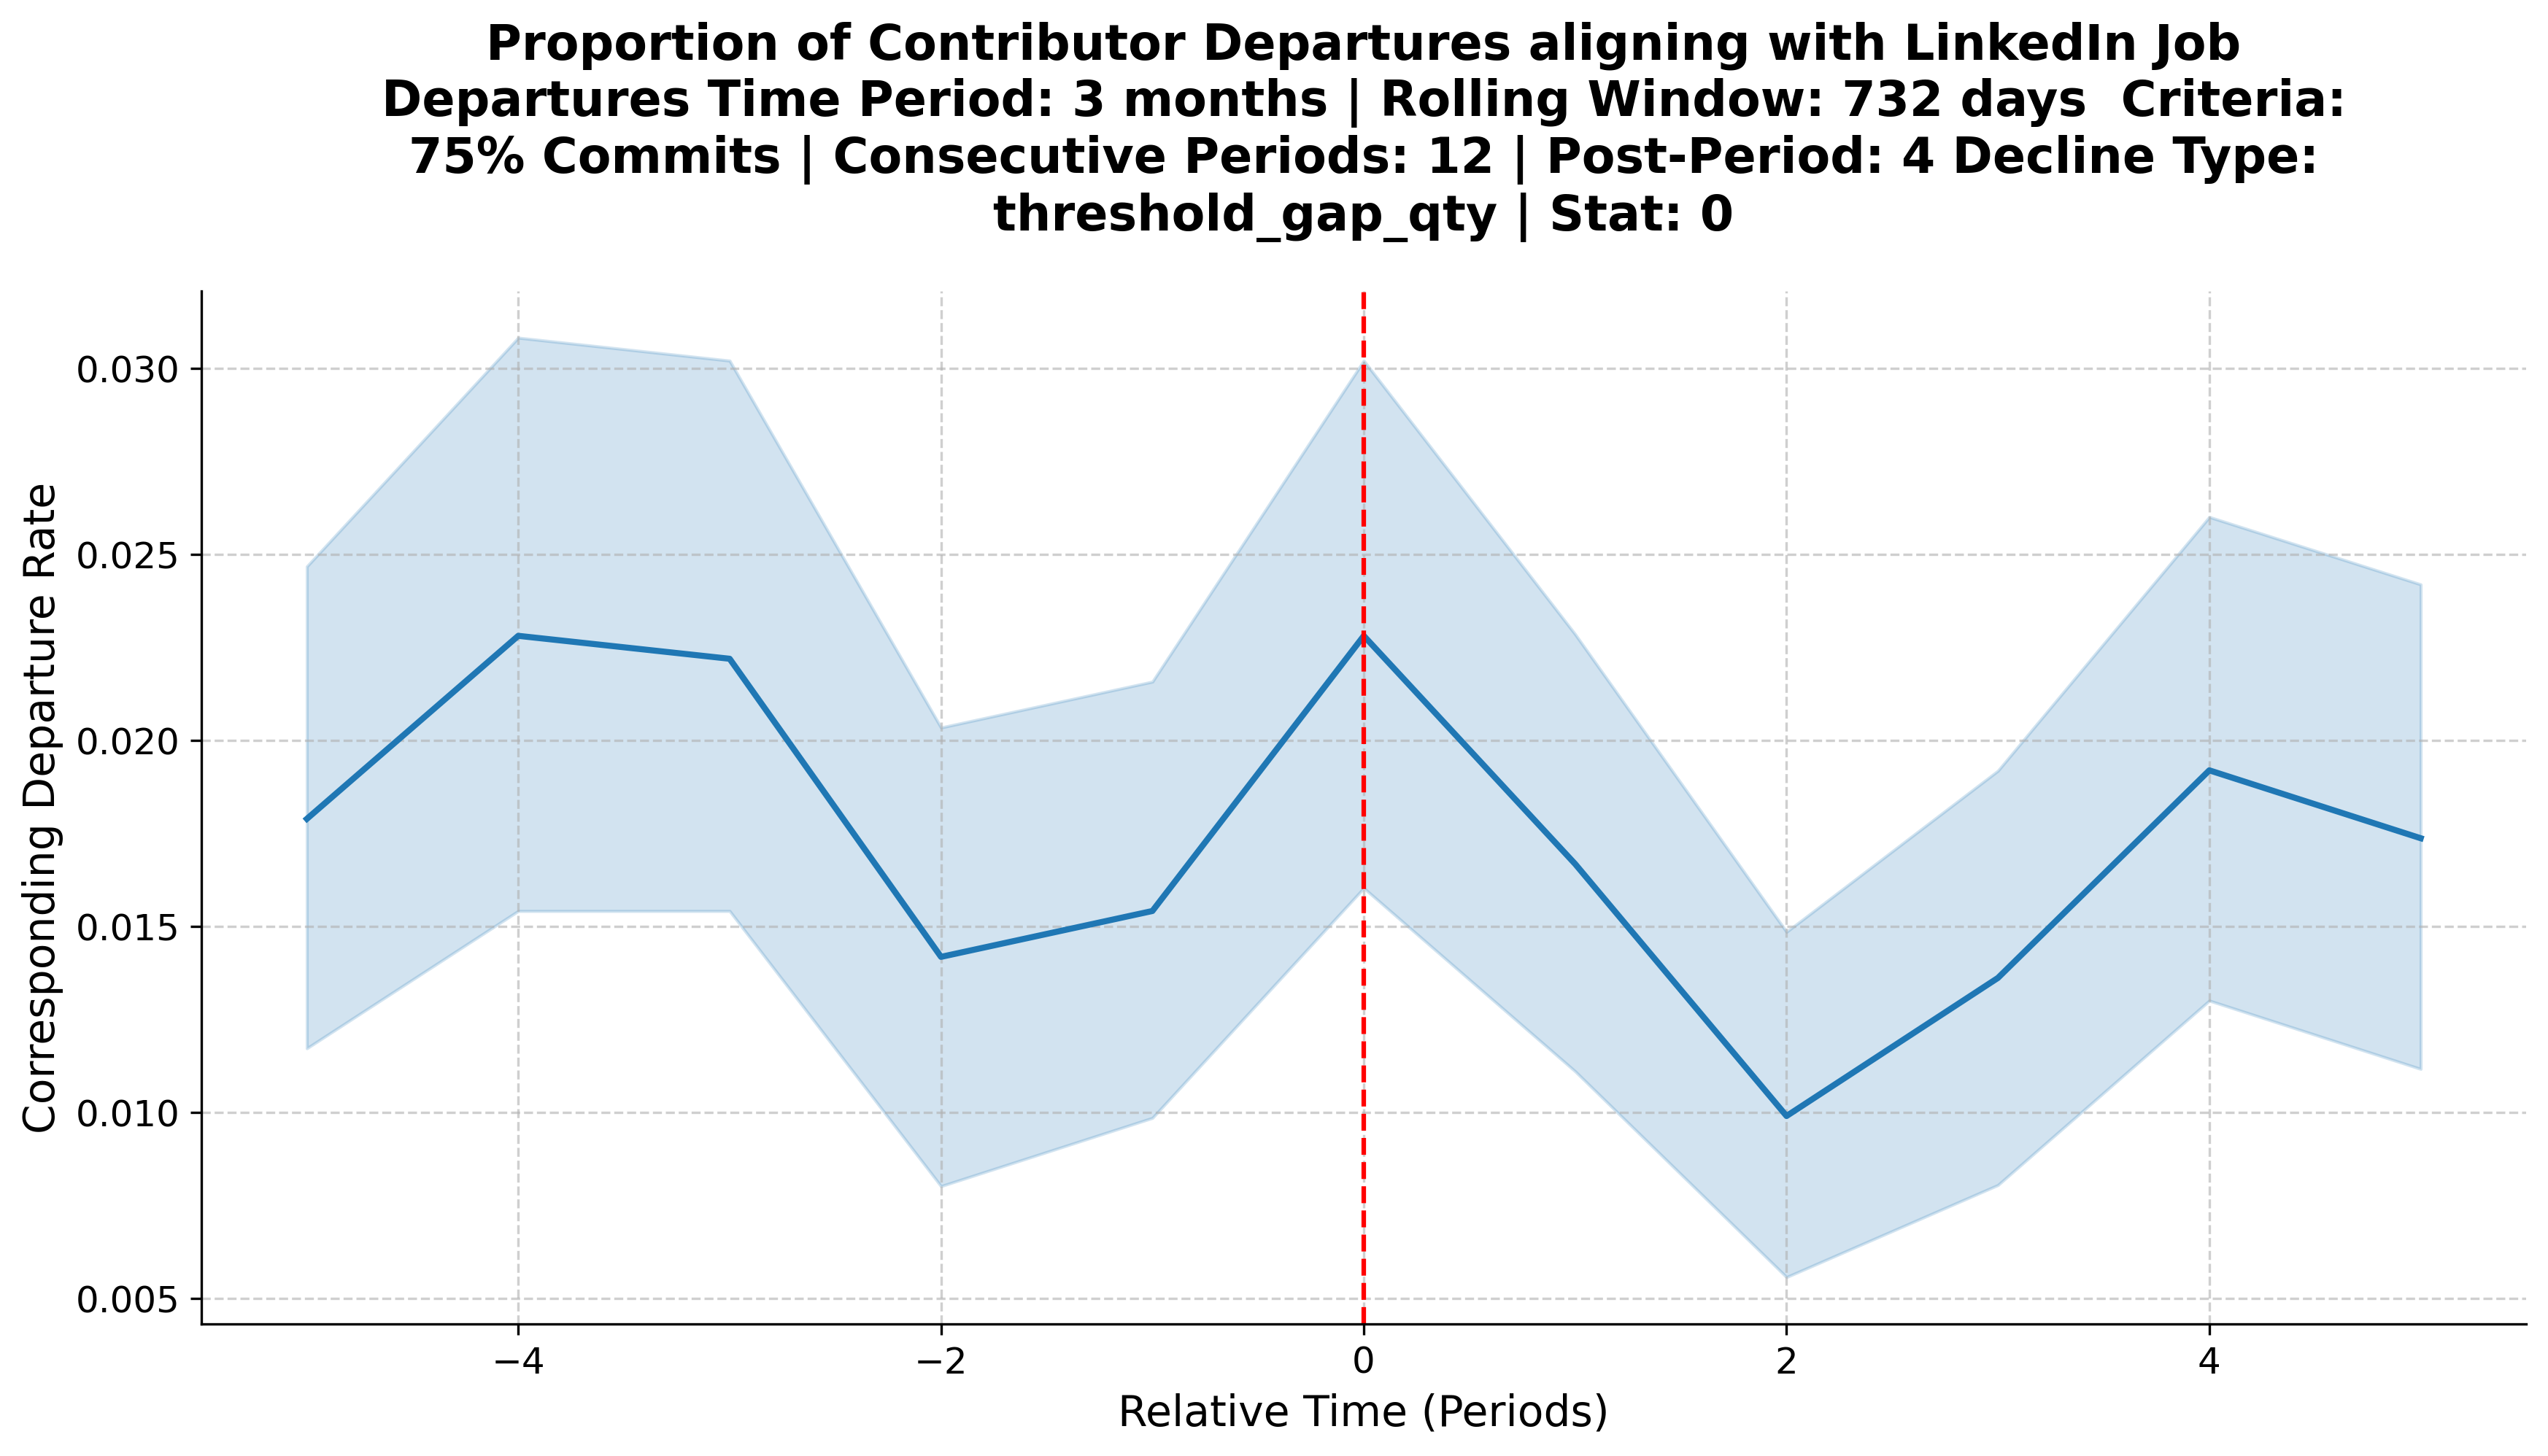 Proportion of Contributor Departures aligning with LinkedIn Job
Departures Time Period: 3 months | Rolling Window: 732 days  Criteria:
75% Commits | Consecutive Periods: 12 | Post-Period: 4 Decline Type:
threshold_gap_qty | Stat: 0
Corresponding Departure Rate
0.030
0.025
0.020
0.015
0.010
0.005
−4
−2
0
2
4
Relative Time (Periods)